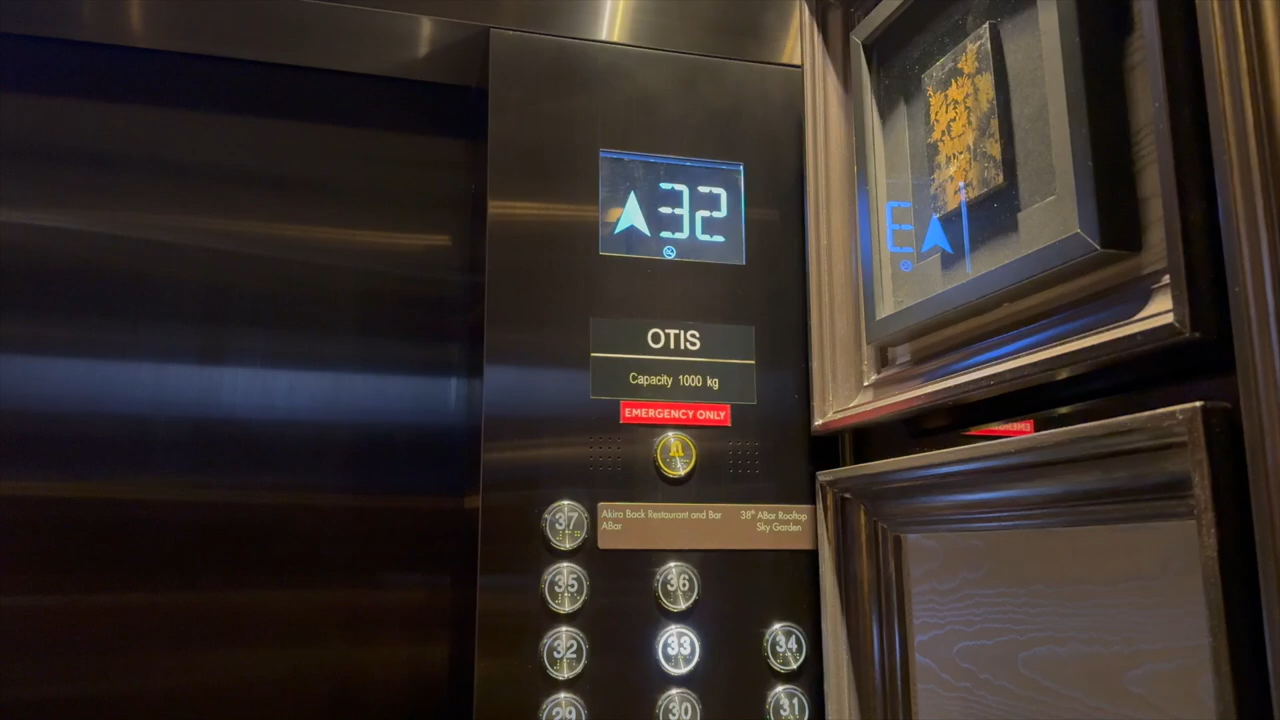 32
OTIS
Capacity 1000 kg
EMERGENCY ONLY
37
Akira Back Restaurant and Bar
ABar
38th ABar Rooftop
Sky Garden
35
36
32
33
34
29
30
31